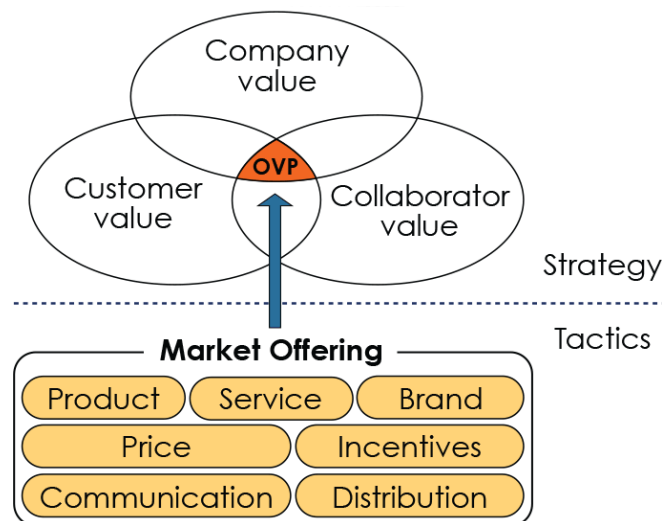 Company
value
OVP
Customer
value
Collaborator
value
Strategy
Tactics
Market Offering
Product
Service
Brand
Price
Incentives
Communication
Distribution